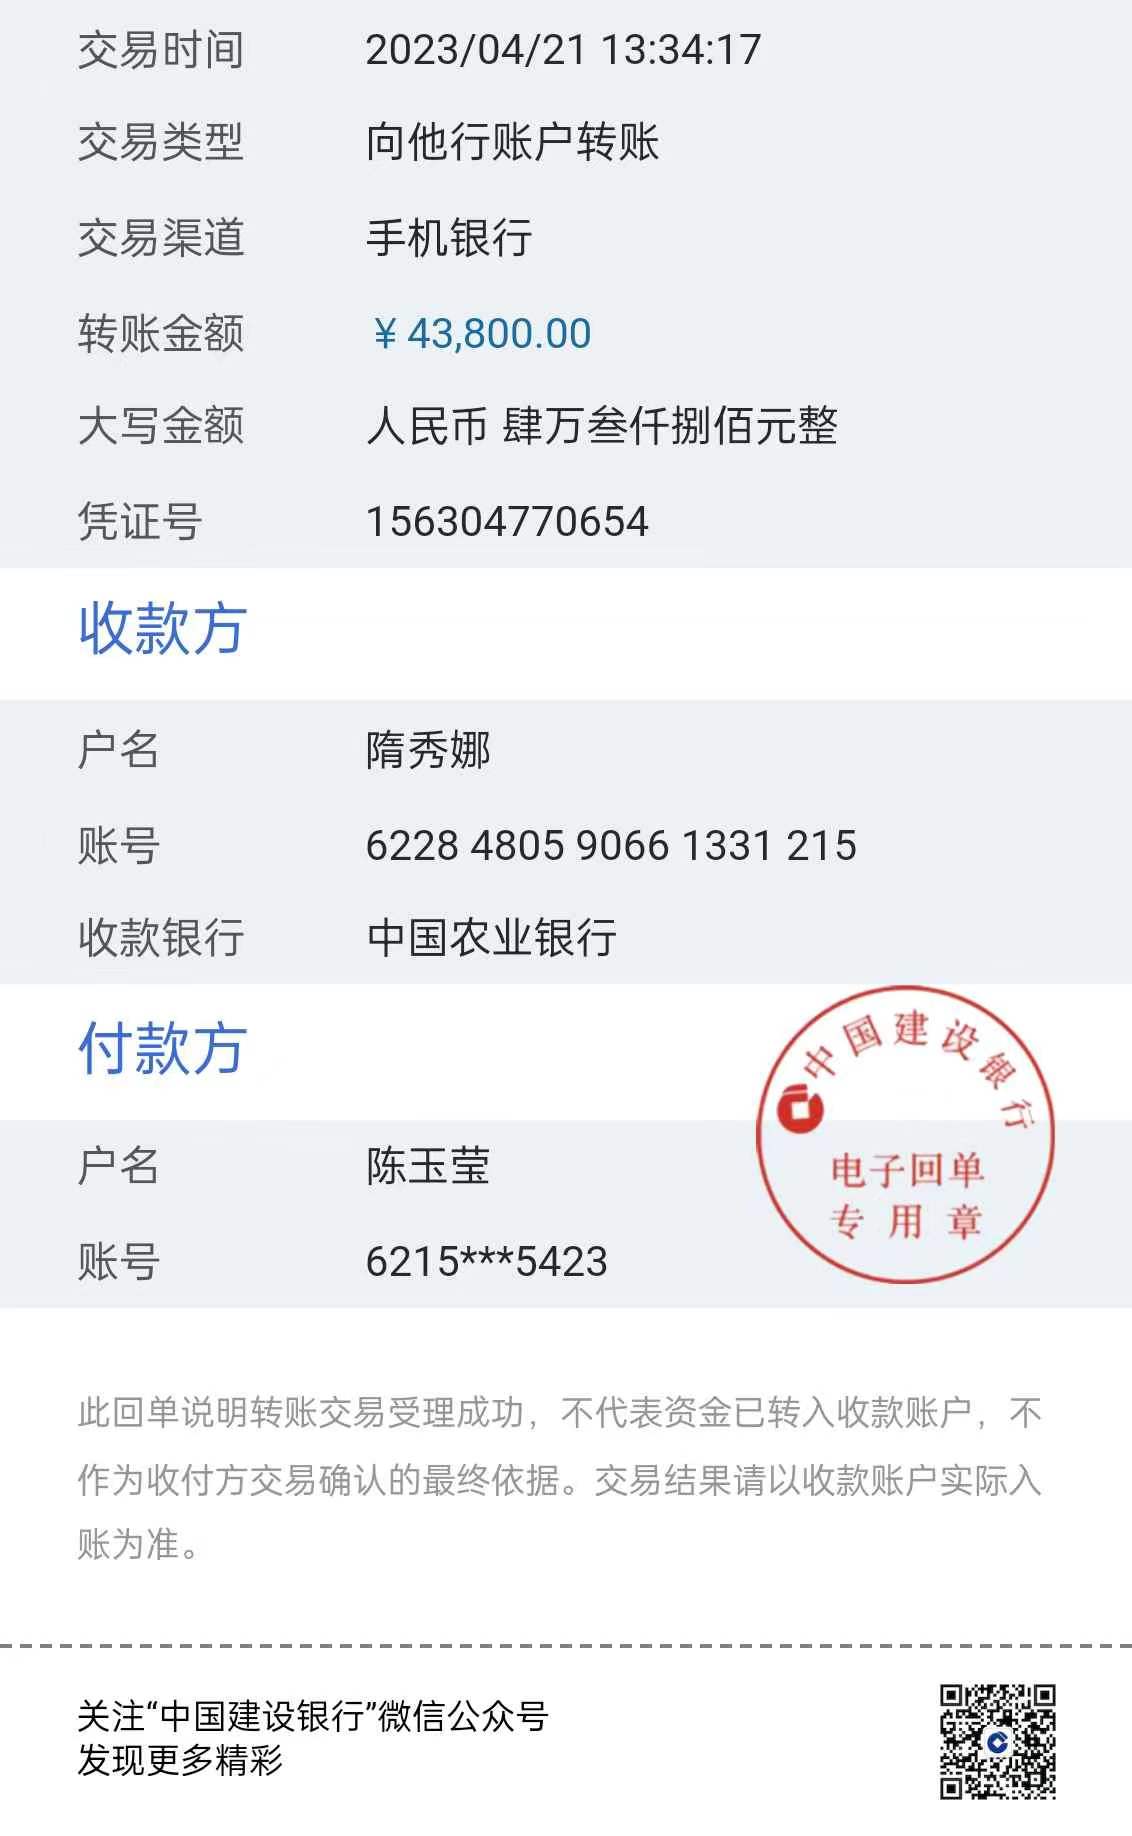 交易时间 2023/04/21 13:34:17
交易类型 向他行账户转账
交易渠道 手机银行
转账金额 ¥ 43,800.00
大写金额 人民币 肆万叁仟捌佰元整
凭证号 156304770654
收款方
户名 隋秀娜
账号 6228 4805 9066 1331 215
收款银行 中国农业银行
付款方
中国建设银行
电子回单
专用章
户名 陈玉莹
账号 6215***5423
此回单说明转账交易受理成功，不代表资金已转入收款账户，不
作为收付方交易确认的最终依据。交易结果请以收款账户实际入
账为准。
关注“中国建设银行”微信公众号
发现更多精彩